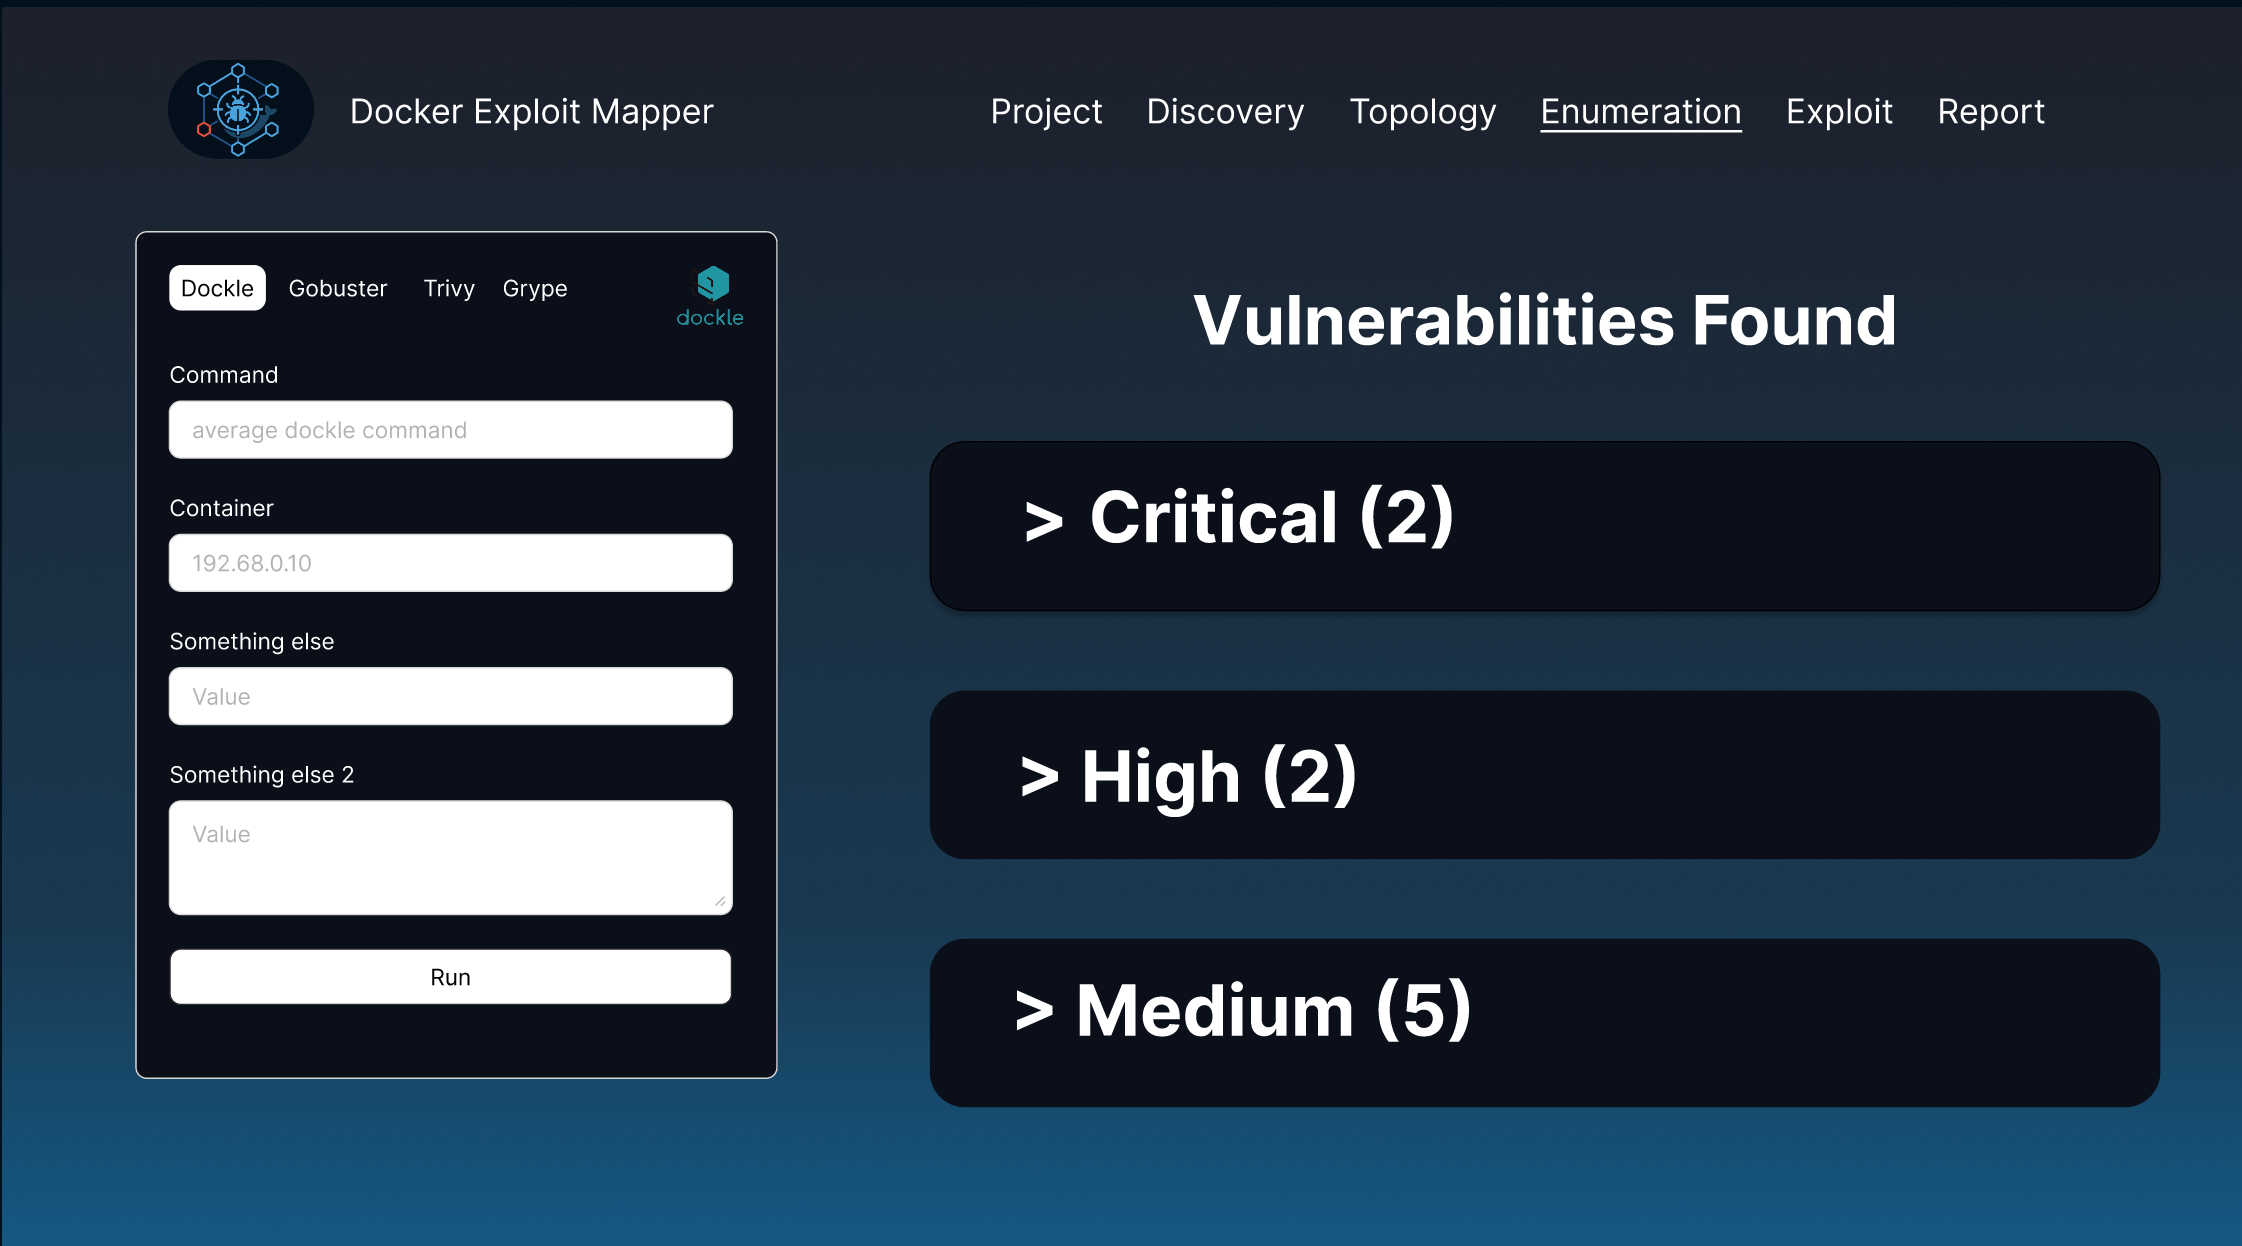 Docker Exploit Mapper
Project Discovery Topology Enumeration Exploit Report
Dockle Gobuster Trivy Grype
dockle
Command
average dockle command
Container
192.68.0.10
Something else
Value
Something else 2
Value
Run
Vulnerabilities Found
> Critical (2)
> High (2)
> Medium (5)